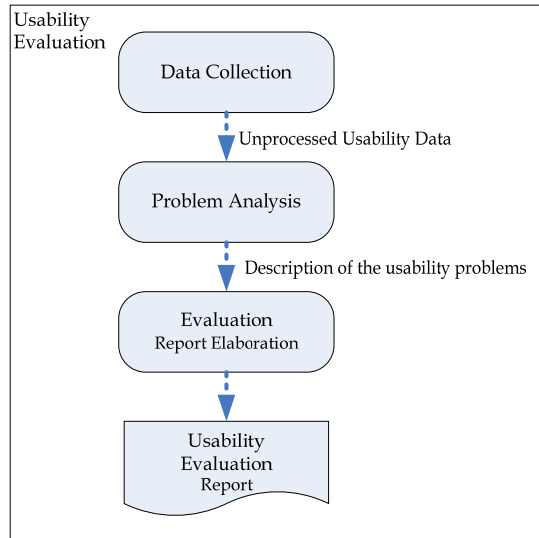 Usability
Evaluation
Data Collection
Unprocessed Usability Data
Problem Analysis
Description of the usability problems
Evaluation
Report Elaboration
Usability
Evaluation
Report